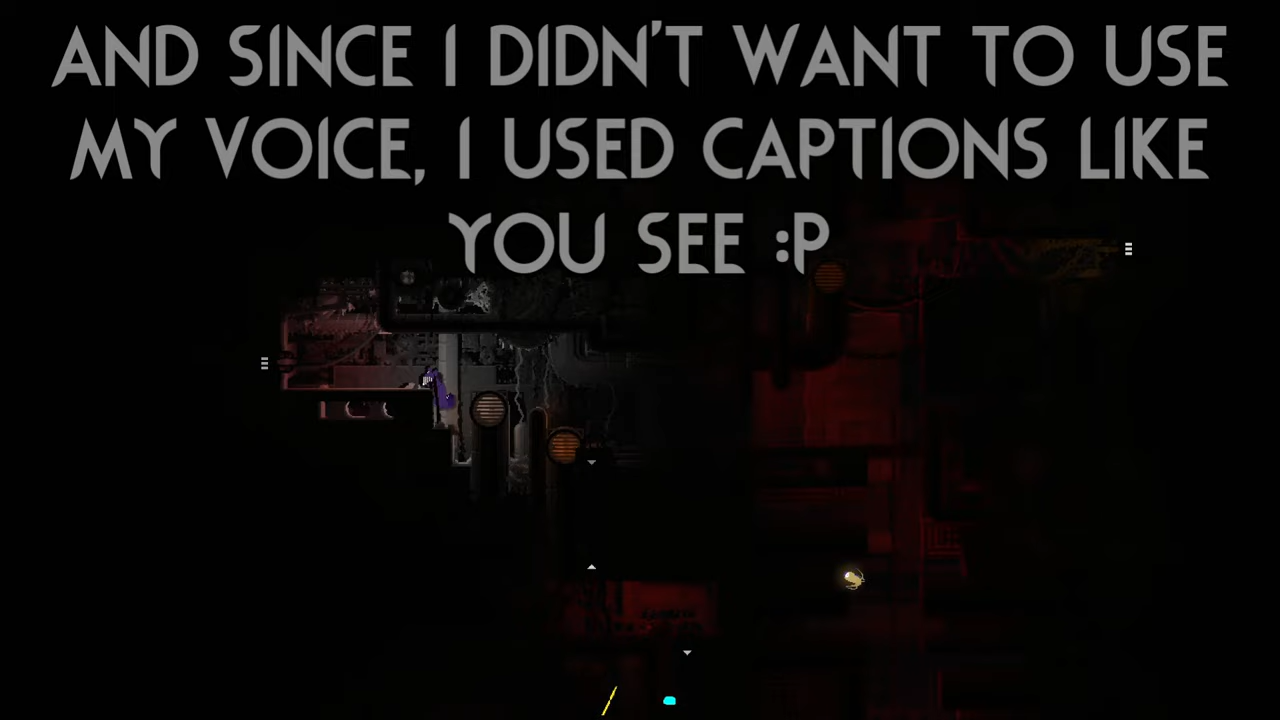 AND SINCE I DIDN'T WANT TO USE
MY VOICE, I USED CAPTIONS LIKE
YOU SEE :P